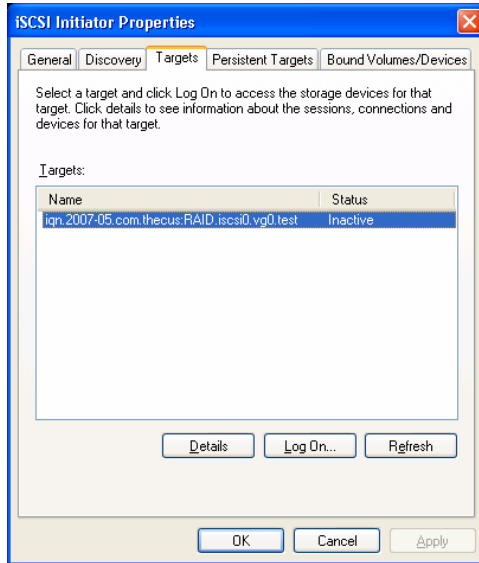 iSCSI Initiator Properties
General Discovery Targets Persistent Targets Bound Volumes/Devices
Select a target and click Log On to access the storage devices for that
target. Click details to see information about the sessions, connections and
devices for that target.
Targets:
Name Status
iqn.2007-05.com.thecus:RAID.iscsi0.vg0.test Inactive
Details Log On... Refresh
OK Cancel Apply